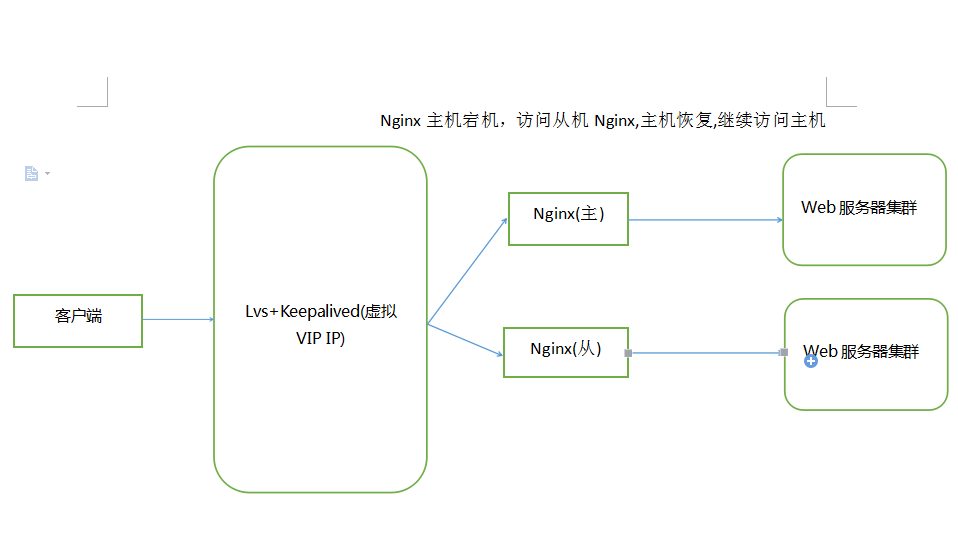 Nginx 主机宕机，访问从机 Nginx,主机恢复,继续访问主机
客户端
Lvs+Keepalived(虚拟
VIP IP)
Nginx(主)
Web 服务器集群
Nginx(从)
Web 服务器集群